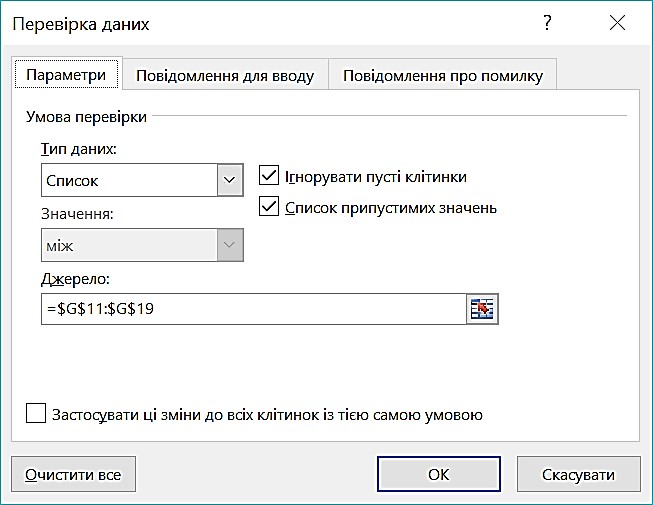 Перевірка даних ?
Параметри Повідомлення для вводу Повідомлення про помилку
Умова перевірки
Тип даних:
Список
Ігнорувати пусті клітинки
Список припустимих значень
Значення:
між
Джерело:
=$G$11:$G$19
Застосувати ці зміни до всіх клітинок із тією самою умовою
Очистити все ОК Скасувати